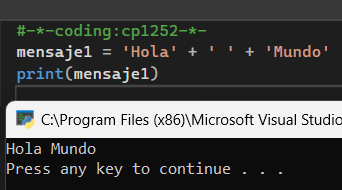 #-*-coding:cp1252-*-
mensaje1 = 'Hola' + ' ' + 'Mundo'
print(mensaje1)
C:\Program Files (x86)\Microsoft Visual Studio
Hola Mundo
Press any key to continue . . .